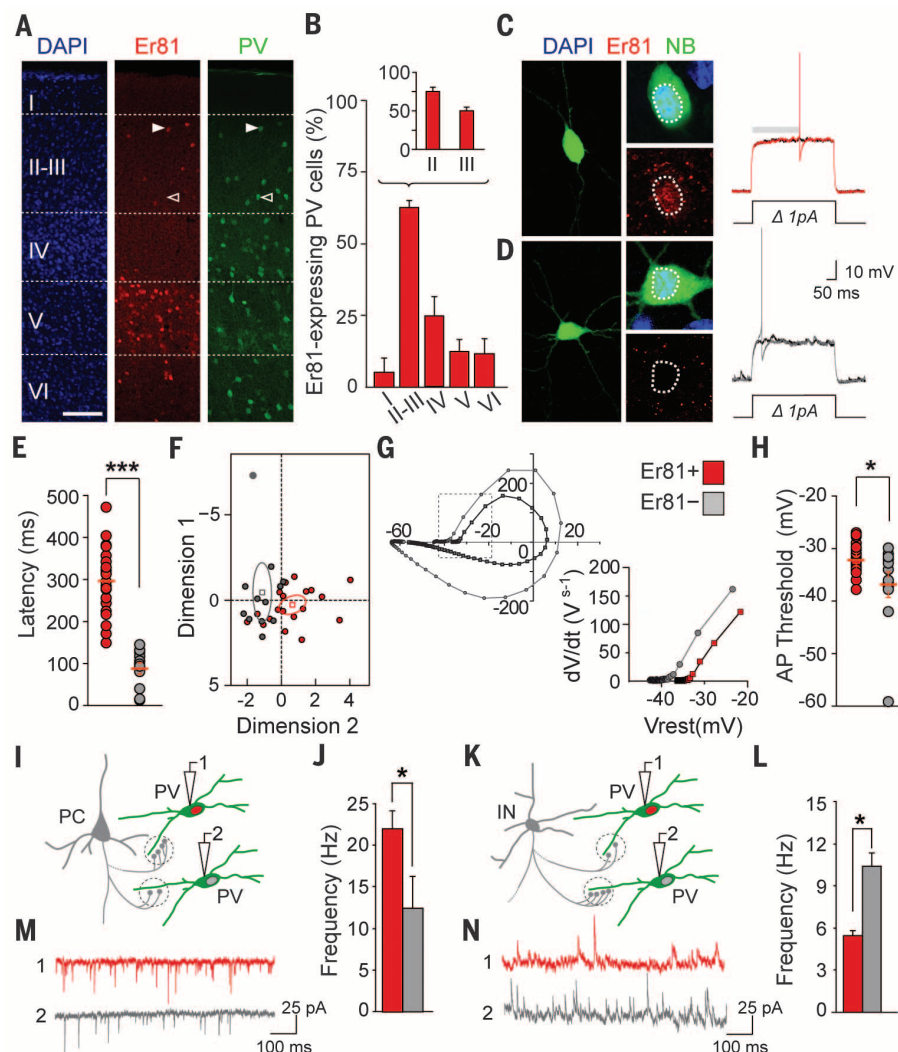 A
DAPI Er81 PV
I
II-III
IV
V
VI
B
Er81-expressing PV cells (%)
100
75
50
25
0
I II-III IV V VI
100
75
50
25
0
II III
C
DAPI Er81 NB
Δ 1pA
D
10 mV
50 ms
Δ 1pA
E
***
Latency (ms)
500
400
300
200
100
0
F
Dimension 1
-5
0
5
-2 0 2 4
Dimension 2
G
200
-60 -20
0
-200
Er81+
Er81−
dV/dt (V s-1)
200
150
100
50
0
-40 -30 -20
Vrest(mV)
H
*
AP Threshold (mV)
-20
-30
-40
-50
-60
I
PC
PV
1
2
PV
J
*
Frequency (Hz)
25
20
15
10
5
0
K
IN
PV
1
2
PV
L
*
Frequency (Hz)
15
12
9
6
3
0
M
1
2
25 pA
100 ms
N
1
2
25 pA
100 ms